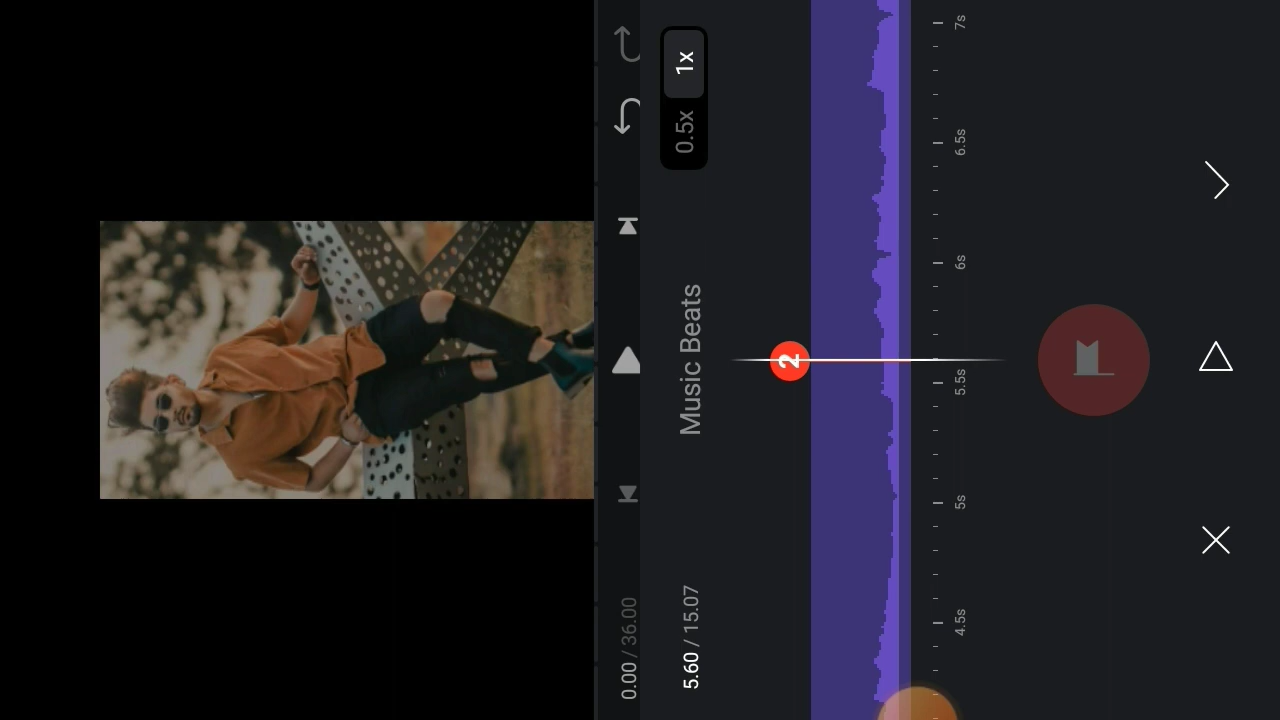 0.00 / 36.00
Music Beats
0.5x 1x
5.60 / 15.07
2
4.5s 5s 5.5s 6s 6.5s 7s